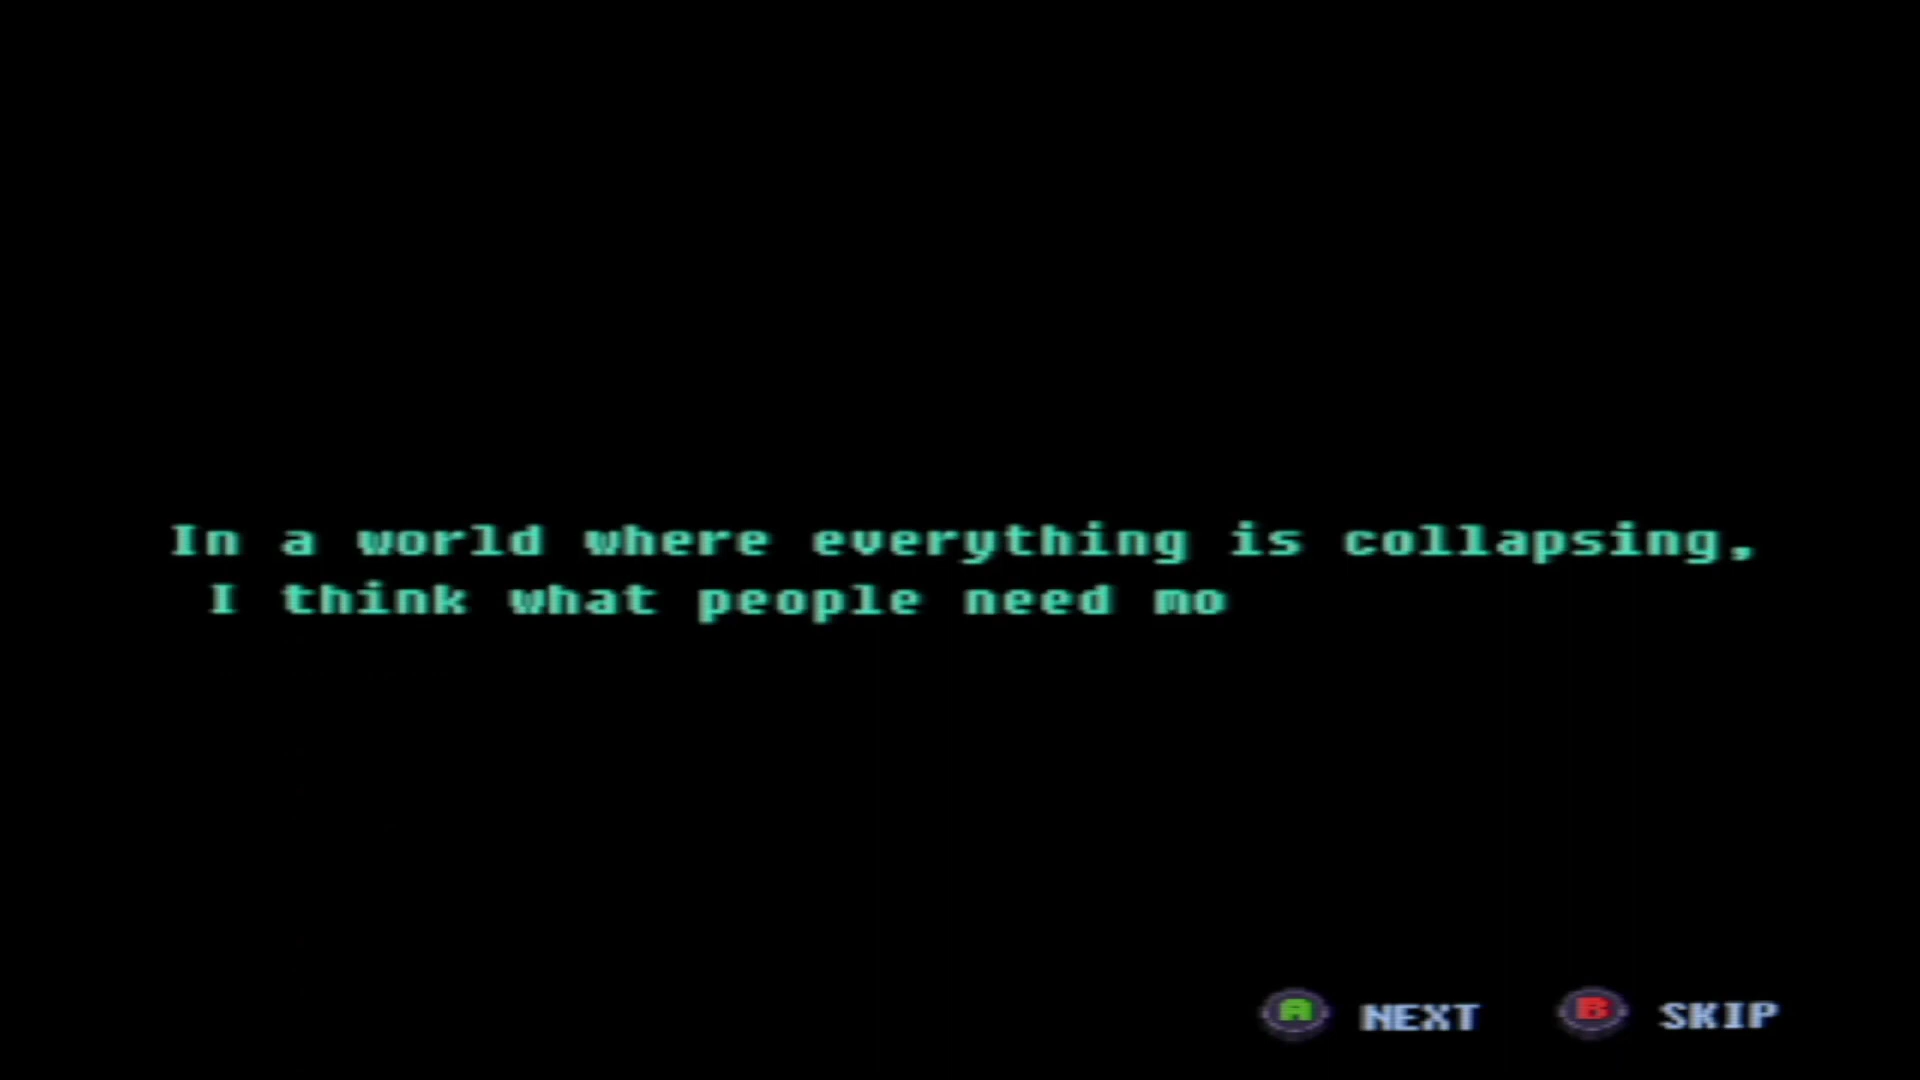 In a world where everything is collapsing,
I think what people need mo
A NEXT B SKIP